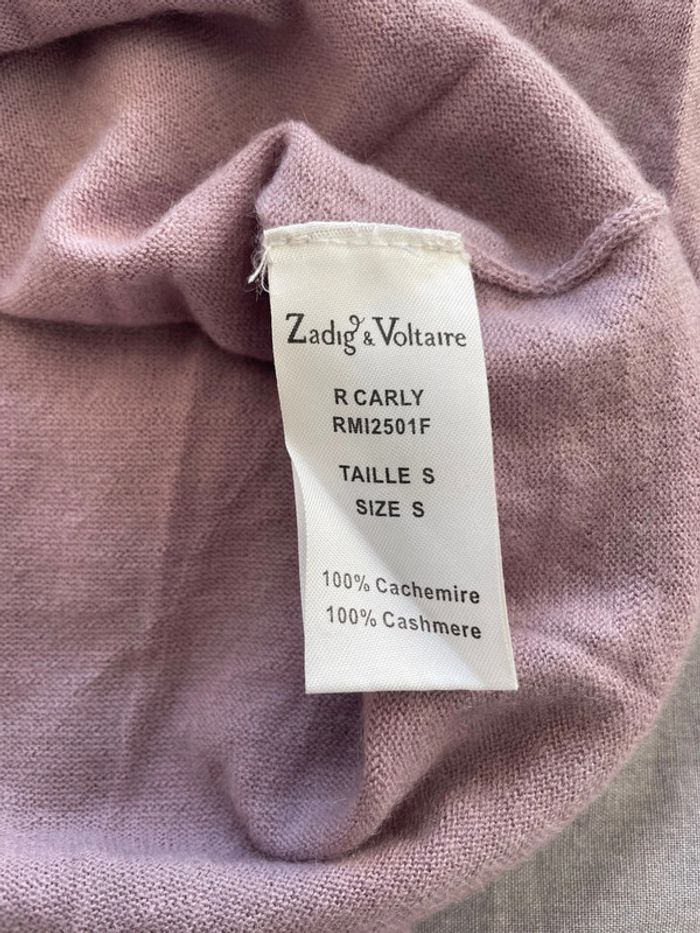 Zadig & Voltaire
R CARLY
RMI2501F
TAILLE S
SIZE S
100% Cachemire
100% Cashmere